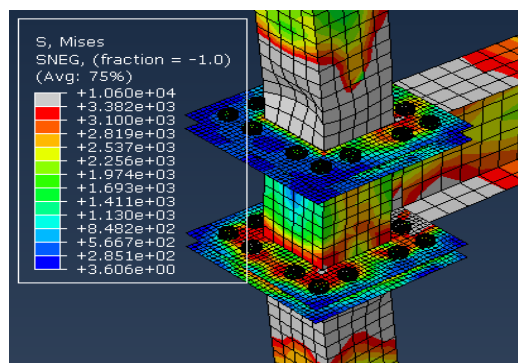 S, Mises
SNEG, (fraction = -1.0)
(Avg: 75%)
+1.060e+04
+3.382e+03
+3.100e+03
+2.819e+03
+2.537e+03
+2.256e+03
+1.974e+03
+1.693e+03
+1.411e+03
+1.130e+03
+8.482e+02
+5.667e+02
+2.851e+02
+3.606e+00